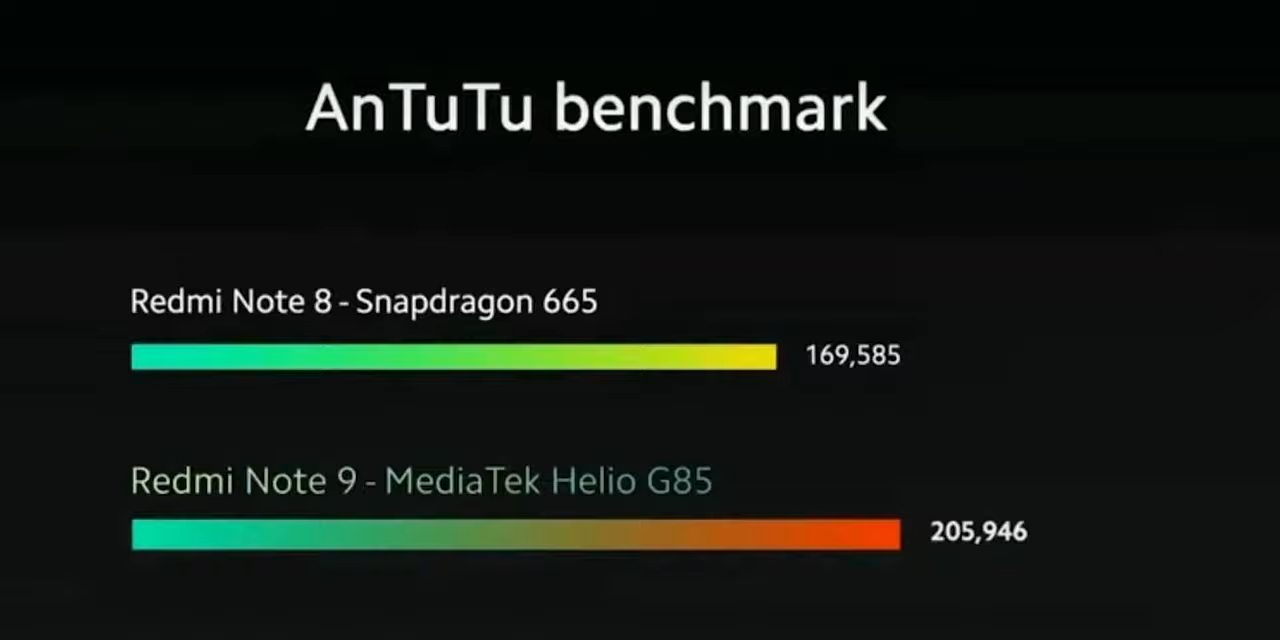 AnTuTu benchmark
Redmi Note 8 - Snapdragon 665
169,585
Redmi Note 9 - MediaTek Helio G85
205,946